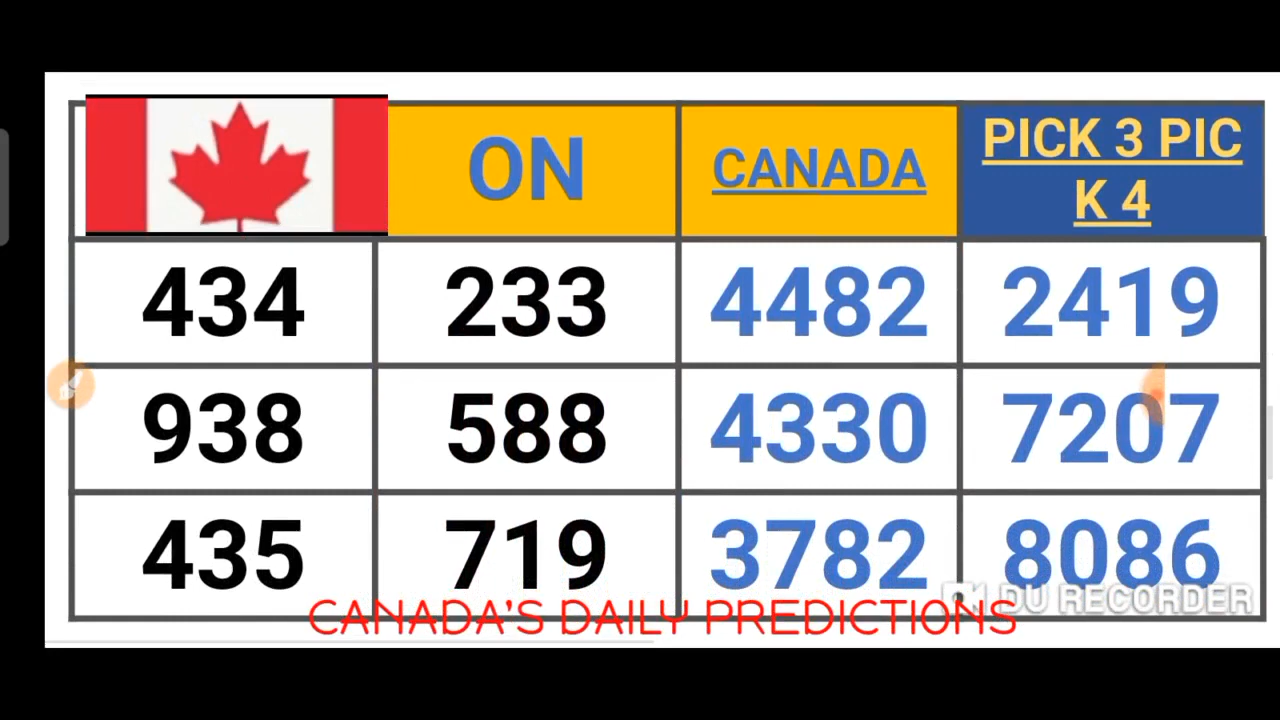 ON
CANADA
PICK 3 PIC
K 4
434
233
4482
2419
938
588
4330
7207
435
719
3782
8086
DU RECORDER
CANADA'S DAILY PREDICTIONS